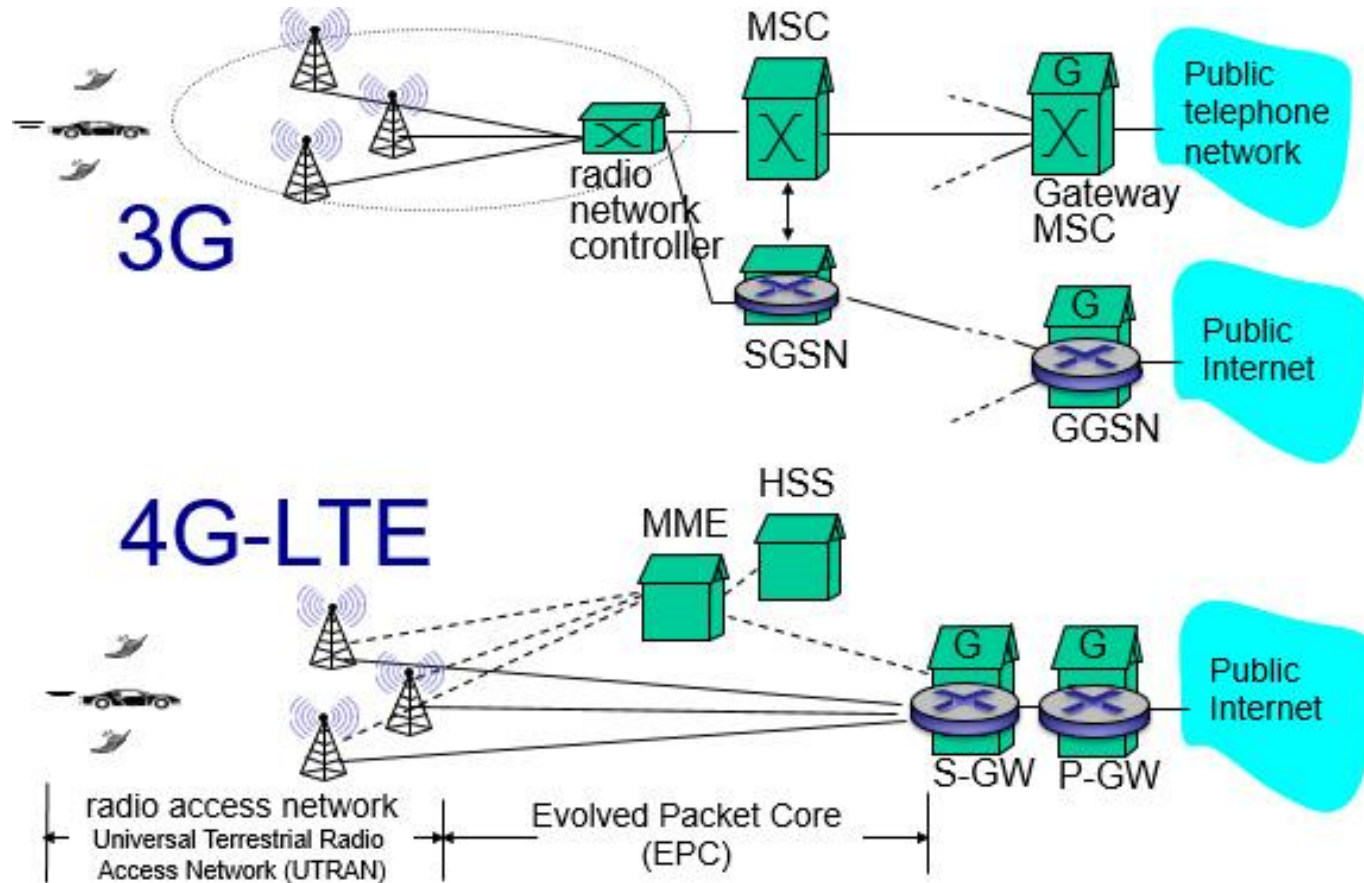 MSC
G
Public
telephone
network
radio
network
controller
Gateway
MSC
3G
SGSN
G
Public
Internet
GGSN
4G-LTE
HSS
MME
G
G
Public
Internet
S-GW
P-GW
radio access network
Universal Terrestrial Radio
Access Network (UTRAN)
Evolved Packet Core
(EPC)